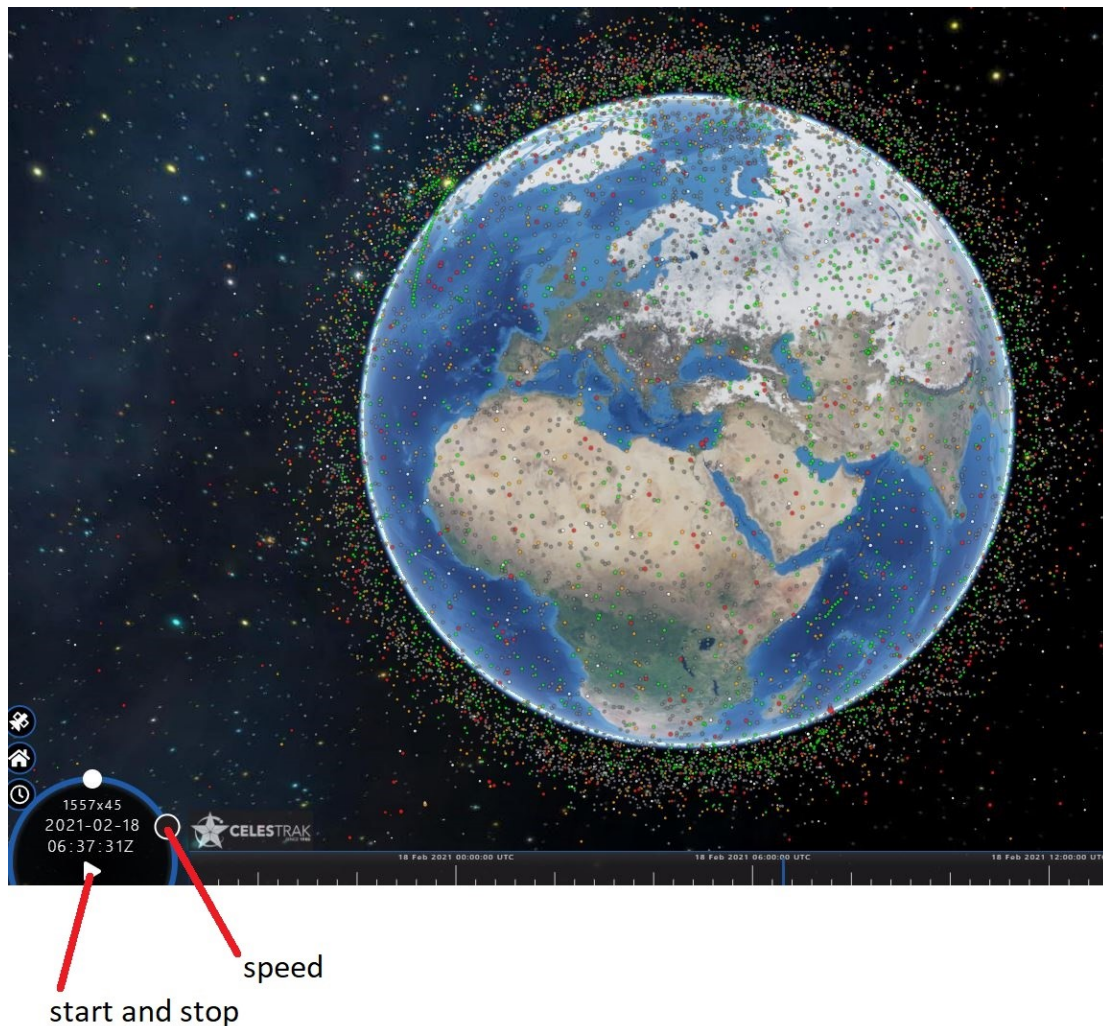 1557x45
2021-02-18
06:37:31Z
CELESTRAK
18 Feb 2021 00:00:00 UTC
18 Feb 2021 06:00:00 UTC
18 Feb 2021 12:00:00 UTC
speed
start and stop